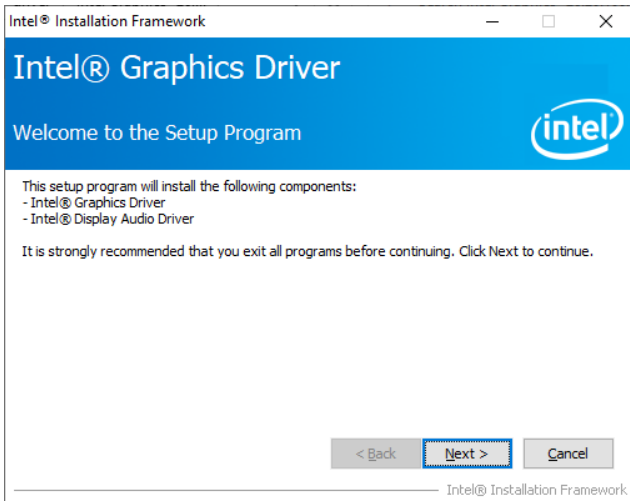 Intel® Installation Framework
Intel® Graphics Driver
Welcome to the Setup Program
intel
This setup program will install the following components:
- Intel® Graphics Driver
- Intel® Display Audio Driver
It is strongly recommended that you exit all programs before continuing. Click Next to continue.
< Back
Next >
Cancel
Intel® Installation Framework